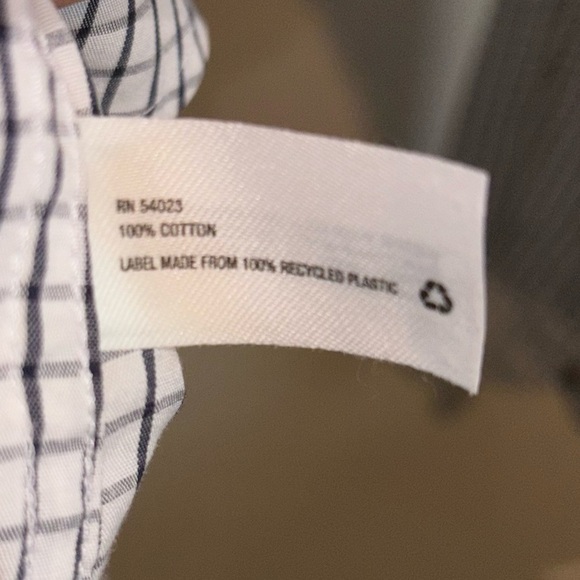 RN 54023
100% COTTON
LABEL MADE FROM 100% RECYCLED PLASTIC